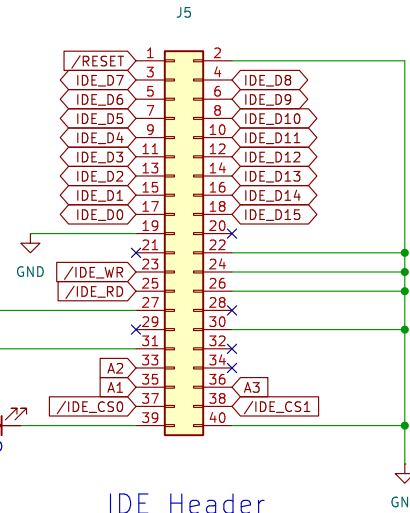 J5
/RESET 1 2
IDE_D7 3 4 IDE_D8
IDE_D6 5 6 IDE_D9
IDE_D5 7 8 IDE_D10
IDE_D4 9 10 IDE_D11
IDE_D3 11 12 IDE_D12
IDE_D2 13 14 IDE_D13
IDE_D1 15 16 IDE_D14
IDE_D0 17 18 IDE_D15
19 20
GND 21 22
/IDE_WR 23 24
/IDE_RD 25 26
27 28
29 30
31 32
A2 33 34
A1 35 36 A3
/IDE_CS0 37 38 /IDE_CS1
39 40
GN
IDE Header